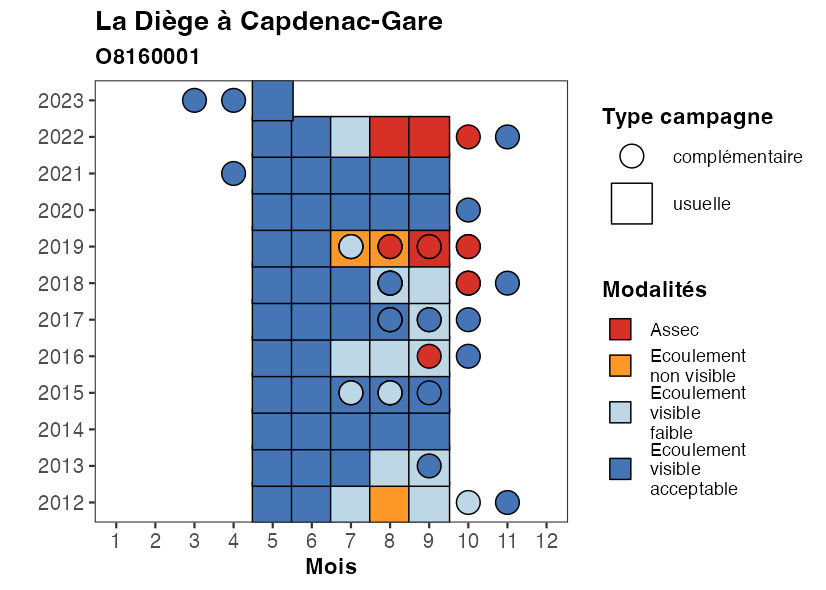 La Diège à Capdenac-Gare
O8160001
2023
2022
2021
2020
2019
2018
2017
2016
2015
2014
2013
2012
1 2 3 4 5 6 7 8 9 10 11 12
Mois
Type campagne
complémentaire
usuelle
Modalités
Assec
Ecoulement
non visible
Ecoulement
visible
faible
Ecoulement
visible
acceptable